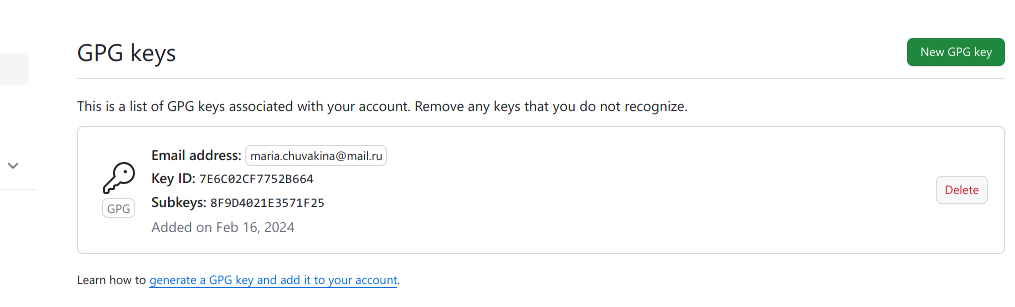 GPG keys
New GPG key
This is a list of GPG keys associated with your account. Remove any keys that you do not recognize.
Email address: maria.chuvakina@mail.ru
Key ID: 7E6C02CF7752B664
GPG
Subkeys: 8F9D4021E3571F25
Delete
Added on Feb 16, 2024
Learn how to generate a GPG key and add it to your account.